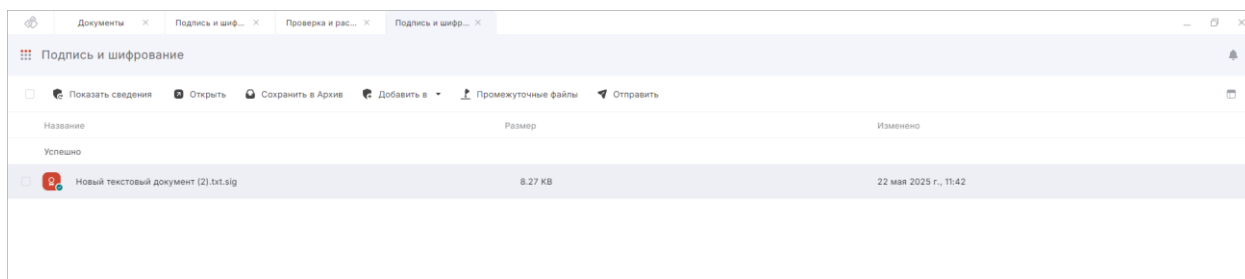 Документы Подпись и шиф... Проверка и рас... Подпись и шифр...
Подпись и шифрование
Показать сведения Открыть Сохранить в Архив Добавить в Промежуточные файлы Отправить
Название Размер Изменено
Успешно
Новый текстовый документ (2).txt.sig 8.27 KB 22 мая 2025 г., 11:42